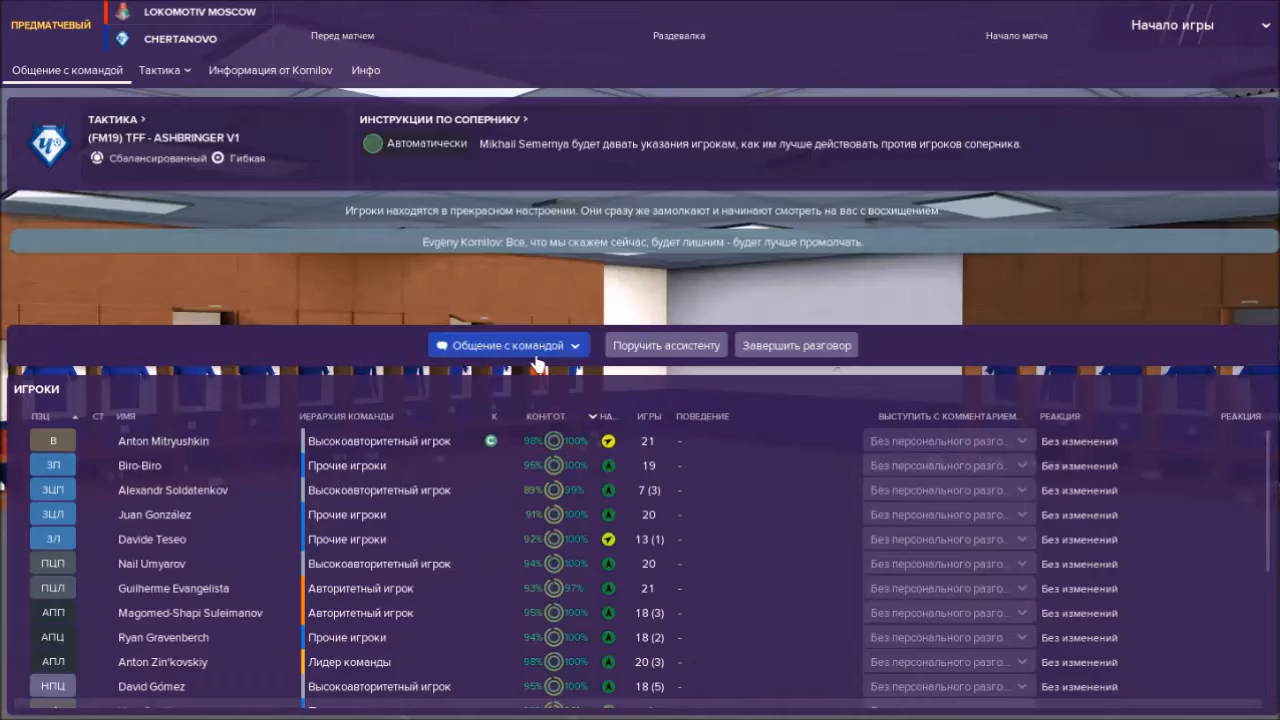 ПРЕДМАТЧЕВЫЙ
LOKOMOTIV MOSCOW
CHERTANOVO
Перед матчем Раздевалка Начало матча
Начало игры
Общение с командой Тактика Информация от Kornilov Инфо
ТАКТИКА >
(FM19) TFF - ASHBRINGER V1
Сбалансированный Гибкая
ИНСТРУКЦИИ ПО СОПЕРНИКУ >
Автоматически Mikhail Semernya будет давать указания игрокам, как им лучше действовать против игроков соперника.
Игроки находятся в прекрасном настроении. Они сразу же замолкают и начинают смотреть на вас с восхищением.
Evgeny Kornilov: Все, что мы скажем сейчас, будет лишним - будет лучше промолчать.
Общение с командой Поручить ассистенту Завершить разговор
ИГРОКИ
ПЗЦ СТ ИМЯ ИЕРАРХИЯ КОМАНДЫ К КОН/ГОТ НА... ИГРЫ ПОВЕДЕНИЕ ВЫСТУПИТЬ С КОММЕНТАРИЕМ... РЕАКЦИЯ РЕАКЦИЯ
В Anton Mitryushkin Высокоавторитетный игрок C 98% 100% 21 - Без персонального разго... Без изменений
ЗП Biro-Biro Прочие игроки 95% 100% 19 - Без персонального разго... Без изменений
ЗЦП Alexandr Soldatenkov Высокоавторитетный игрок 89% 99% 7 (3) - Без персонального разго... Без изменений
ЗЦЛ Juan González Прочие игроки 91% 100% 20 - Без персонального разго... Без изменений
ЗЛ Davide Teseo Прочие игроки 92% 100% 13 (1) - Без персонального разго... Без изменений
ПЦП Nail Umyarov Высокоавторитетный игрок 94% 100% 20 - Без персонального разго... Без изменений
ПЦЛ Guilherme Evangelista Авторитетный игрок 93% 97% 21 - Без персонального разго... Без изменений
АПП Magomed-Shapi Suleimanov Авторитетный игрок 95% 100% 18 (3) - Без персонального разго... Без изменений
АПЦ Ryan Gravenberch Прочие игроки 94% 100% 18 (2) - Без персонального разго... Без изменений
АПЛ Anton Zin'kovskiy Лидер команды 98% 100% 20 (3) - Без персонального разго... Без изменений
НПЦ David Gómez Высокоавторитетный игрок 95% 100% 18 (5) - Без персонального разго... Без изменений